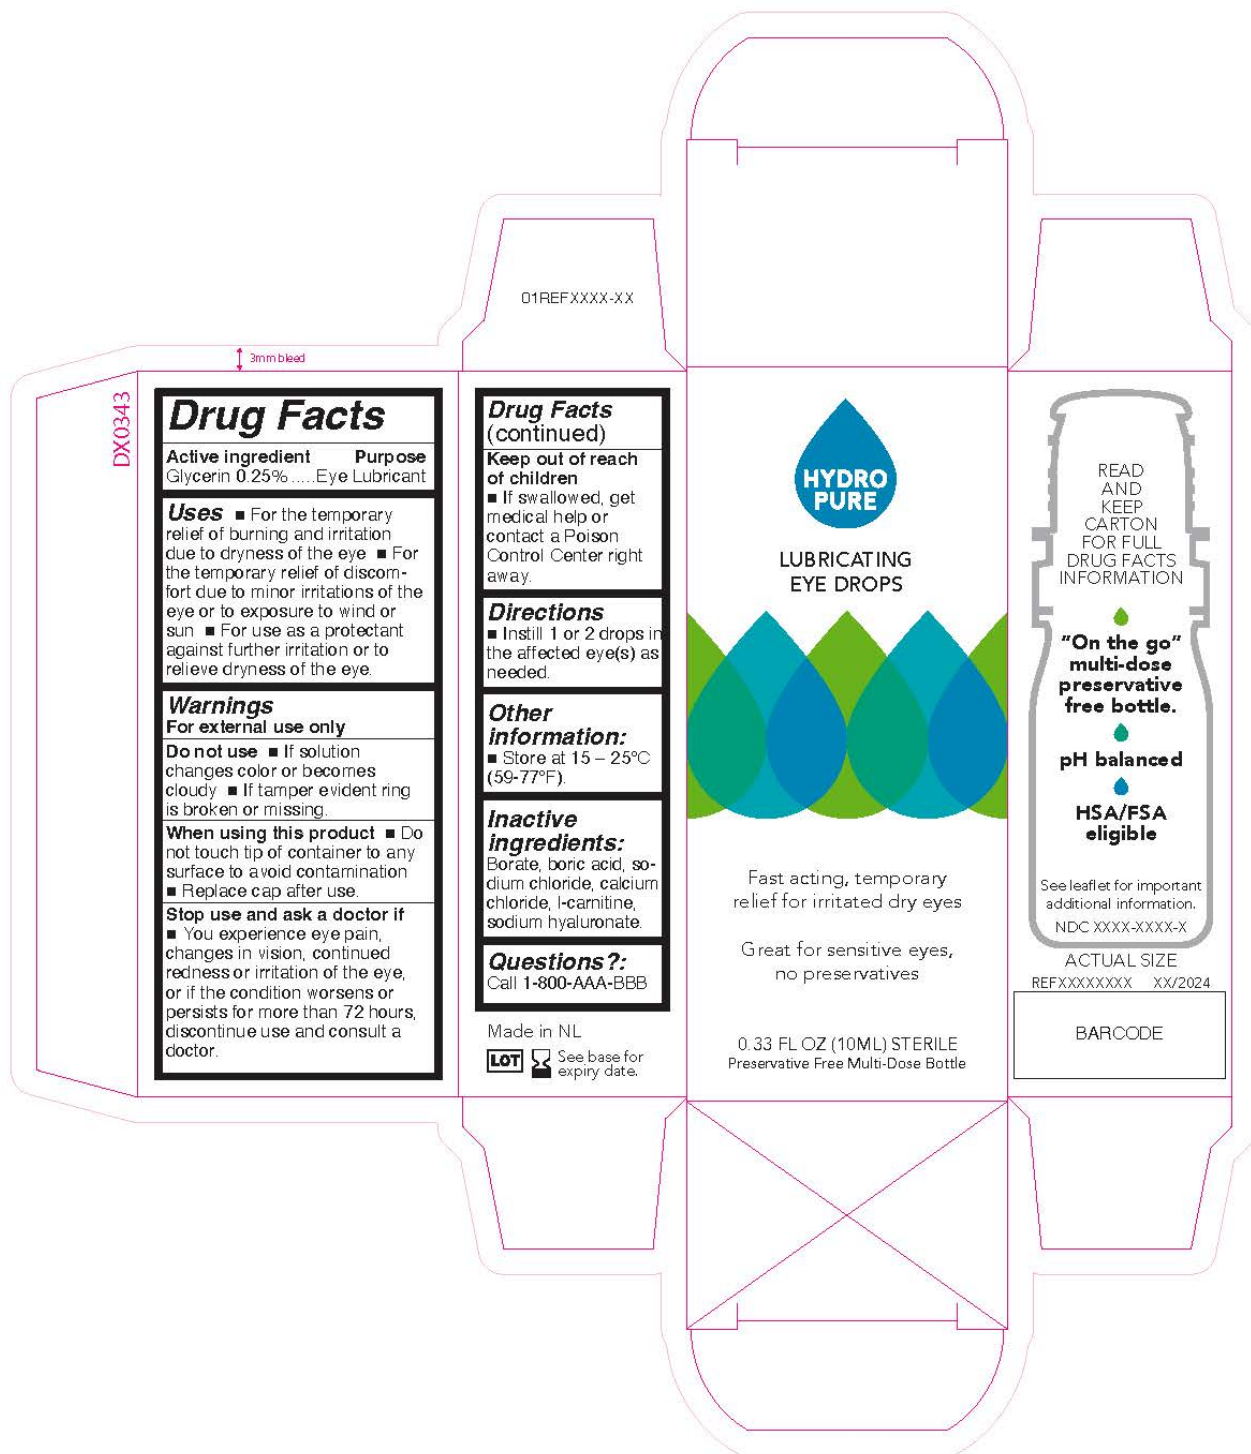 01REFXXXX-XX
3mm bleed
DX0343
Drug Facts
Active ingredient Purpose
Glycerin 0.25% .....Eye Lubricant
Uses ■ For the temporary
relief of burning and irritation
due to dryness of the eye ■ For
the temporary relief of discom-
fort due to minor irritations of the
eye or to exposure to wind or
sun ■ For use as a protectant
against further irritation or to
relieve dryness of the eye.
Warnings
For external use only
Do not use ■ If solution
changes color or becomes
cloudy ■ If tamper evident ring
is broken or missing.
When using this product ■ Do
not touch tip of container to any
surface to avoid contamination
■ Replace cap after use.
Stop use and ask a doctor if
■ You experience eye pain,
changes in vision, continued
redness or irritation of the eye,
or if the condition worsens or
persists for more than 72 hours,
discontinue use and consult a
doctor.
Drug Facts
(continued)
Keep out of reach
of children
■ If swallowed, get
medical help or
contact a Poison
Control Center right
away.
Directions
■ Instill 1 or 2 drops in
the affected eye(s) as
needed.
Other
information:
■ Store at 15 – 25°C
(59-77°F).
Inactive
ingredients:
Borate, boric acid, so-
dium chloride, calcium
chloride, l-carnitine,
sodium hyaluronate.
Questions?:
Call 1-800-AAA-BBB
Made in NL
LOT
See base for
expiry date.
HYDRO
PURE
LUBRICATING
EYE DROPS
Fast acting, temporary
relief for irritated dry eyes
Great for sensitive eyes,
no preservatives
0.33 FL OZ (10ML) STERILE
Preservative Free Multi-Dose Bottle
READ
AND
KEEP
CARTON
FOR FULL
DRUG FACTS
INFORMATION
"On the go"
multi-dose
preservative
free bottle.
pH balanced
HSA/FSA
eligible
See leaflet for important
additional information.
NDC XXXX-XXXX-X
ACTUAL SIZE
REFXXXXXXXX XX/2024
BARCODE